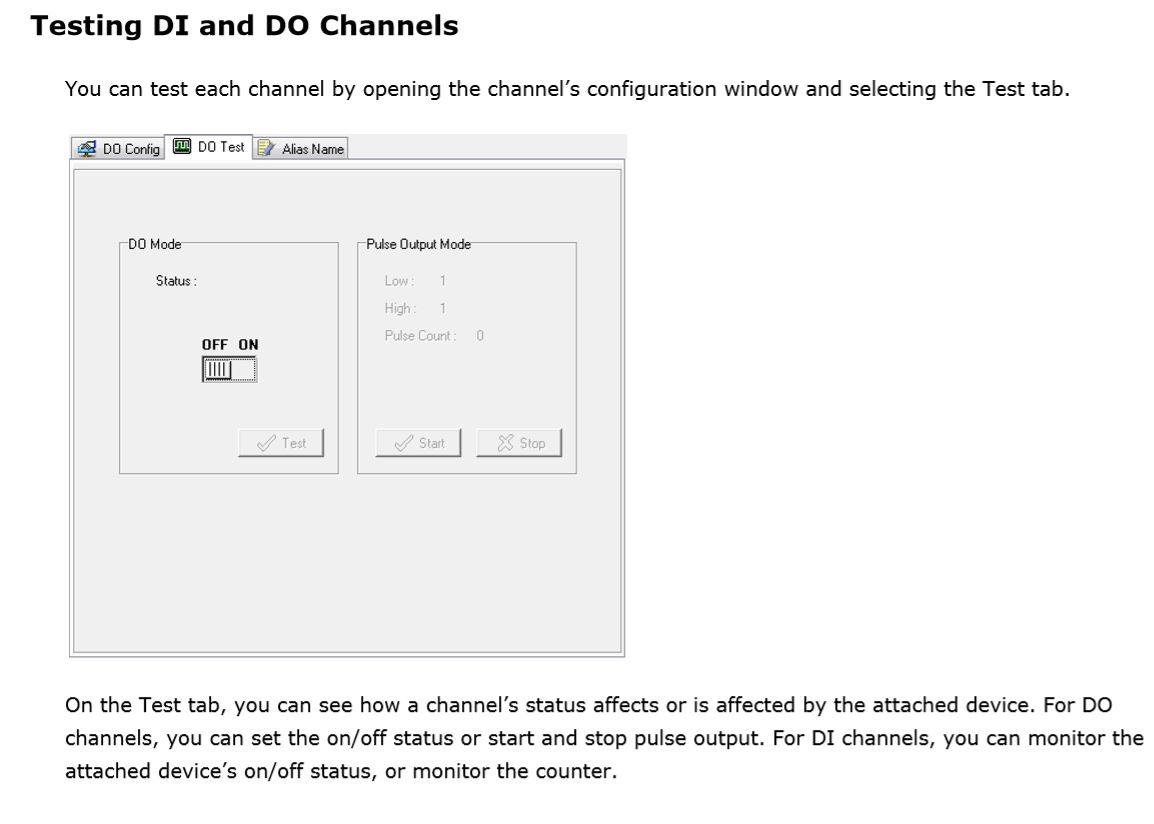 Testing DI and DO Channels
You can test each channel by opening the channel’s configuration window and selecting the Test tab.
DO Config DO Test Alias Name
DO Mode
Status :
OFF ON
Test
Pulse Output Mode
Low : 1
High : 1
Pulse Count : 0
Start Stop
On the Test tab, you can see how a channel’s status affects or is affected by the attached device. For DO
channels, you can set the on/off status or start and stop pulse output. For DI channels, you can monitor the
attached device’s on/off status, or monitor the counter.